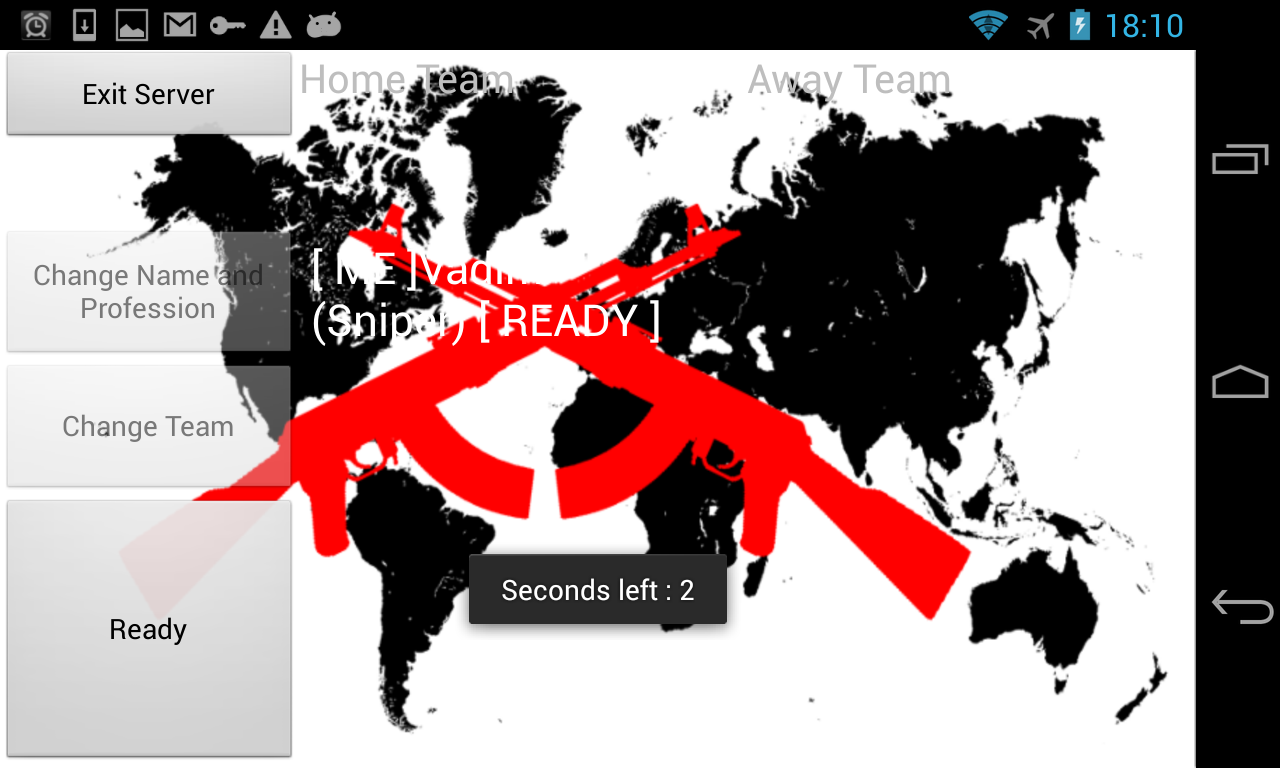 18:10
Exit Server
Home Team
Away Team
Change Name and
Profession
[ ME ]Vadim
(Sniper) [ READY ]
Change Team
Seconds left : 2
Ready